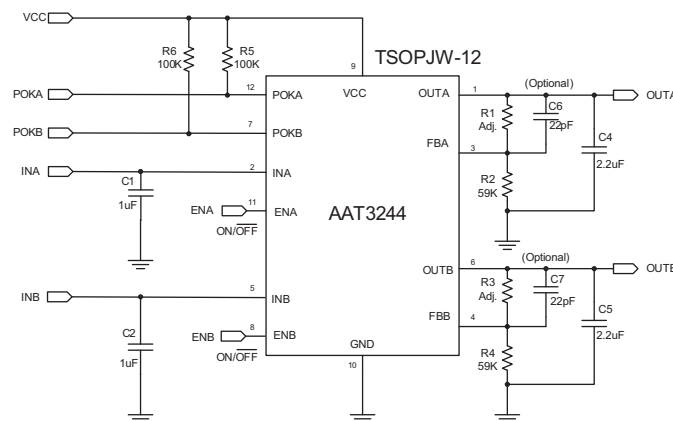 VCC
TSOPJW-12
R6
100K
R5
100K
9
(Optional)
POKA
12
POKA
VCC
OUTA
1
OUTA
R1
Adj.
C6
22pF
POKB
7
POKB
FBA
3
C4
2.2uF
INA
2
INA
R2
59K
C1
1uF
ENA
11
ENA
ON/OFF
AAT3244
(Optional)
OUTB
6
OUTB
INB
5
INB
R3
Adj.
C7
22pF
FBB
4
C5
2.2uF
C2
1uF
ENB
8
ENB
ON/OFF
GND
10
R4
59K